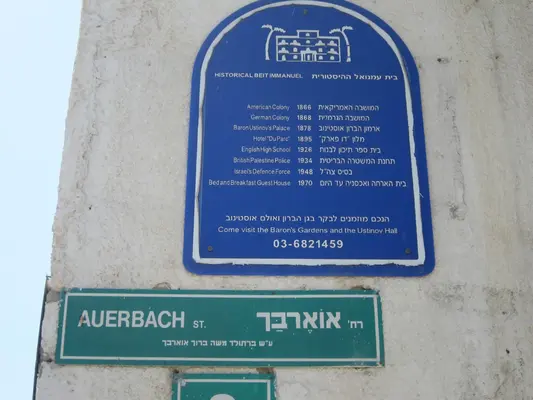 HISTORICAL BEIT IMMANUEL בית עמנואל ההיסטורית
American Colony 1866 המושבה האמריקאית
German Colony 1868 המושבה הגרמנית
Baron Ustinov's Palace 1878 ארמון הברון אוסטינוב
Hotel "Du Parc" 1895 מלון "דו פארק"
English High School 1926 בית ספר תיכון לבנות
British Palestine Police 1934 תחנת המשטרה הבריטית
Israel's Defence Force 1948 בסיס צה"ל
Bed and Breakfast Guest House 1970 בית הארחה ואכסניה עד היום
הנכם מוזמנים לבקר בגן הברון ואולם אוסטינוב
Come visit the Baron's Gardens and the Ustinov Hall
03-6821459
AUERBACH ST. רח' אוֹאֶרבַּך
ע"ש ברתולד משה ברוך אוארבך